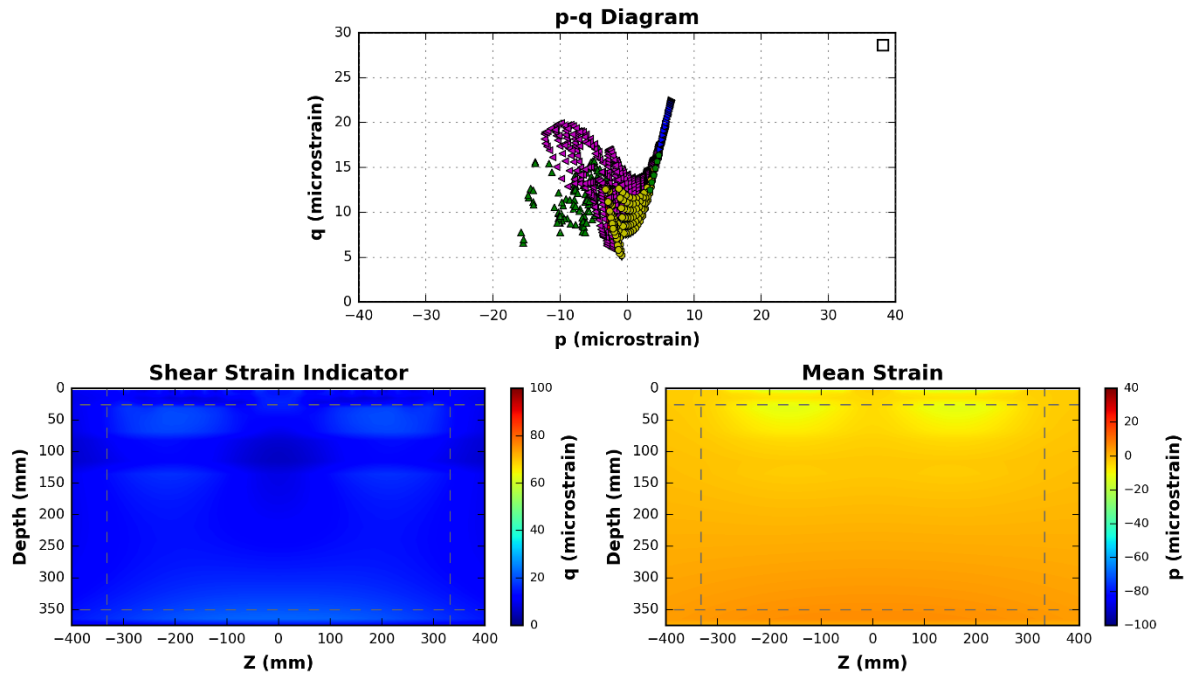 p-q Diagram
30
25
20
15
10
5
0
q (microstrain)
−40 −30 −20 −10 0 10 20 30 40
p (microstrain)
Shear Strain Indicator
0
50
100
150
200
250
300
350
Depth (mm)
−400 −300 −200 −100 0 100 200 300 400
Z (mm)
100
80
60
40
20
0
q (microstrain)
Mean Strain
0
50
100
150
200
250
300
350
Depth (mm)
−400 −300 −200 −100 0 100 200 300 400
Z (mm)
40
20
0
−20
−40
−60
−80
−100
p (microstrain)